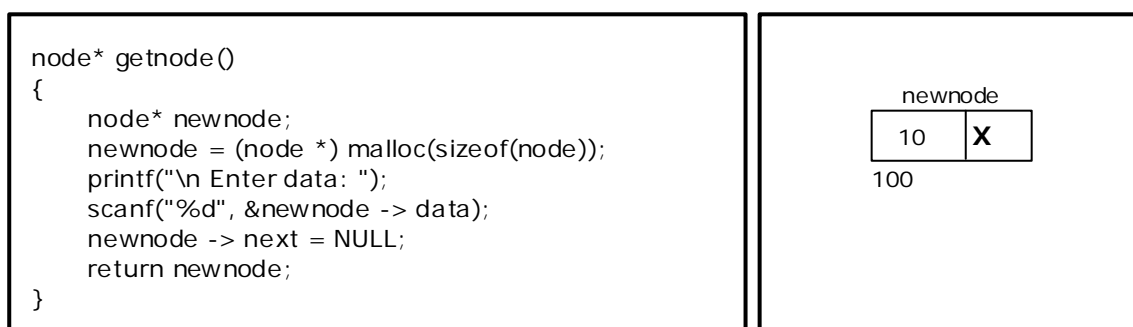 node* getnode()
{
node* newnode;
newnode = (node *) malloc(sizeof(node));
printf("\n Enter data: ");
scanf("%d", &newnode -> data);
newnode -> next = NULL;
return newnode;
}
newnode
10 X
100